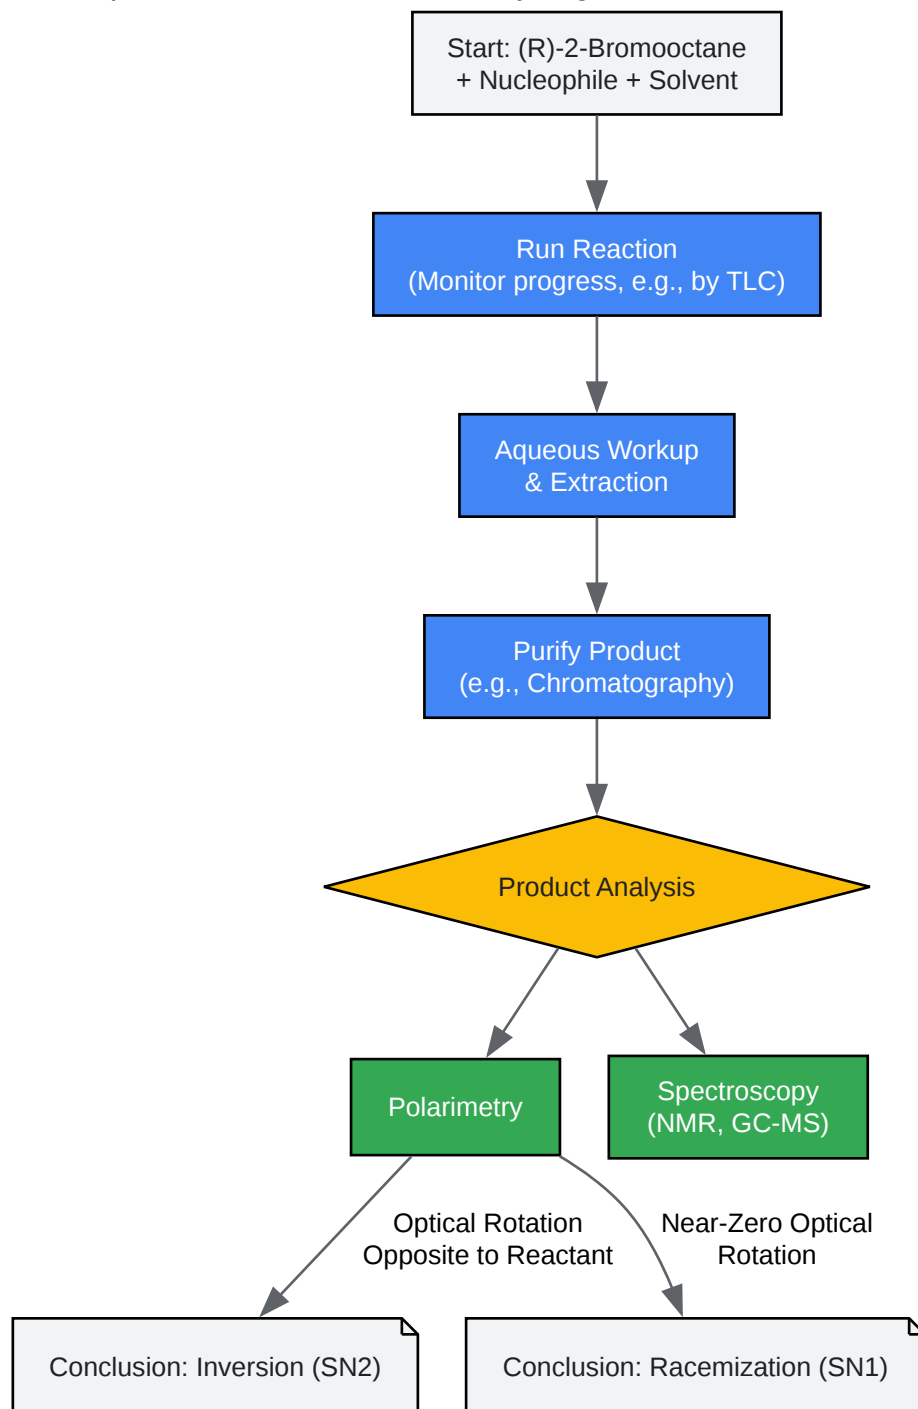 Start: (R)-2-Bromooctane
+ Nucleophile + Solvent
Run Reaction
(Monitor progress, e.g., by TLC)
Aqueous Workup
& Extraction
Purify Product
(e.g., Chromatography)
Product Analysis
Polarimetry
Spectroscopy
(NMR, GC-MS)
Optical Rotation
Opposite to Reactant
Near-Zero Optical
Rotation
Conclusion: Inversion (SN2)
Conclusion: Racemization (SN1)